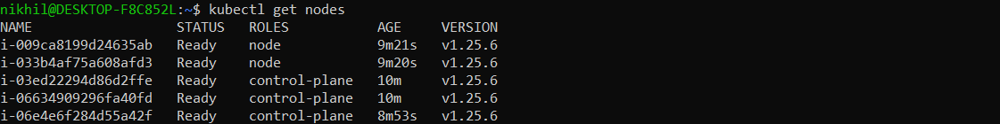 nikhil@DESKTOP-F8C852L:~$ kubectl get nodes
NAME STATUS ROLES AGE VERSION
i-009ca8199d24635ab Ready node 9m21s v1.25.6
i-033b4af75a608afd3 Ready node 9m20s v1.25.6
i-03ed22294d86d2ffe Ready control-plane 10m v1.25.6
i-06634909296fa40fd Ready control-plane 10m v1.25.6
i-06e4e6f284d55a42f Ready control-plane 8m53s v1.25.6